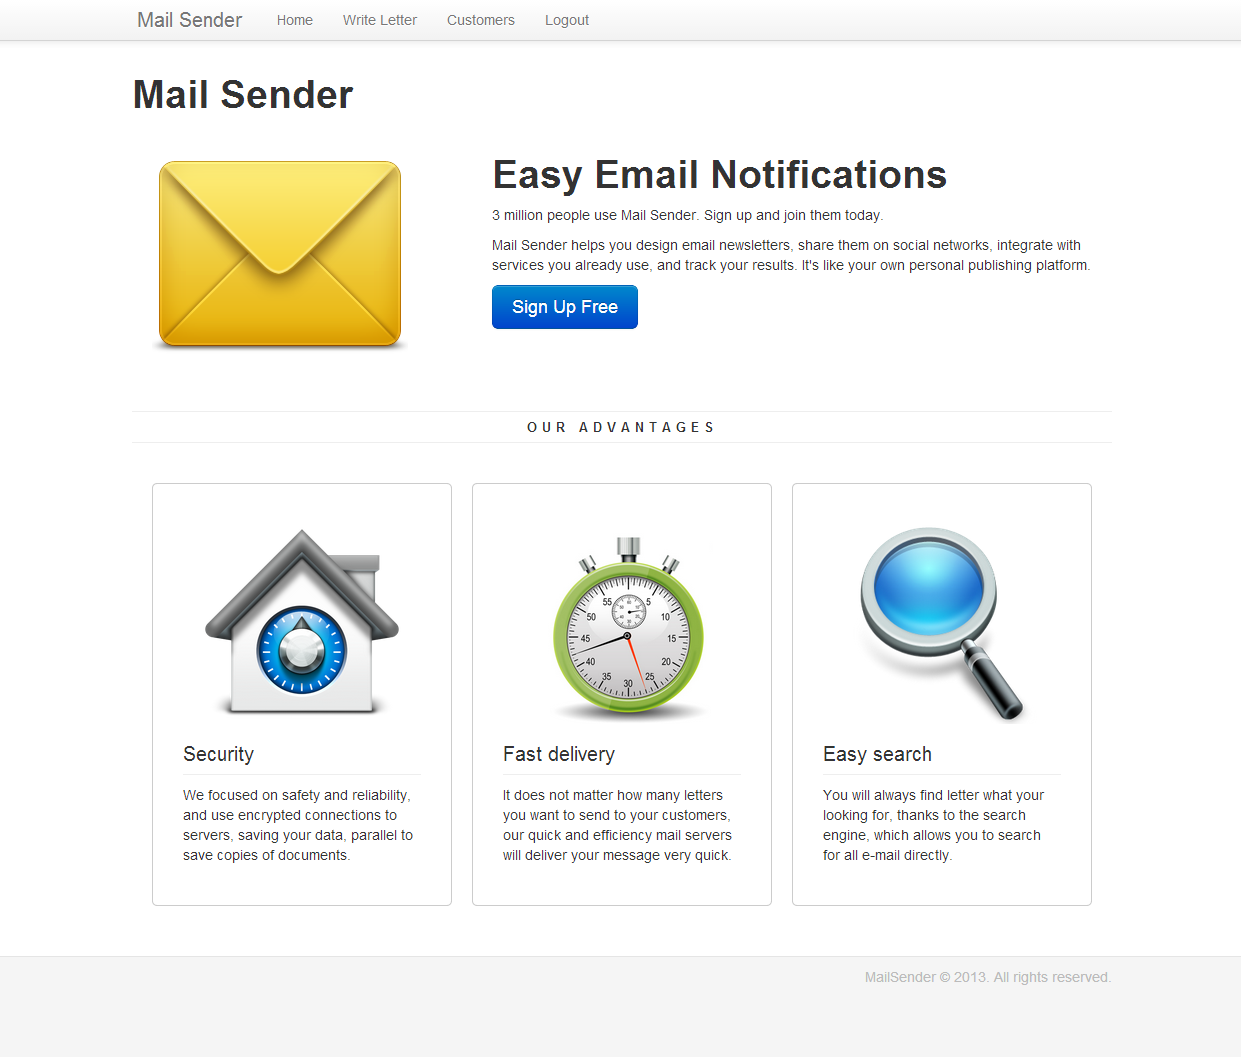 Mail Sender Home Write Letter Customers Logout
Mail Sender
Easy Email Notifications
3 million people use Mail Sender. Sign up and join them today.
Mail Sender helps you design email newsletters, share them on social networks, integrate with
services you already use, and track your results. It's like your own personal publishing platform.
Sign Up Free
OUR ADVANTAGES
55 5
50 10
45 15
40 20
35 30 25
Security
We focused on safety and reliability,
and use encrypted connections to
servers, saving your data, parallel to
save copies of documents.
Fast delivery
It does not matter how many letters
you want to send to your customers,
our quick and efficiency mail servers
will deliver your message very quick.
Easy search
You will always find letter what your
looking for, thanks to the search
engine, which allows you to search
for all e-mail directly.
MailSender © 2013. All rights reserved.